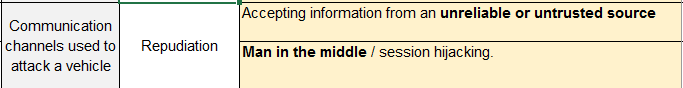 Communication
channels used to
attack a vehicle
Repudiation
Accepting information from an unreliable or untrusted source
Man in the middle / session hijacking.